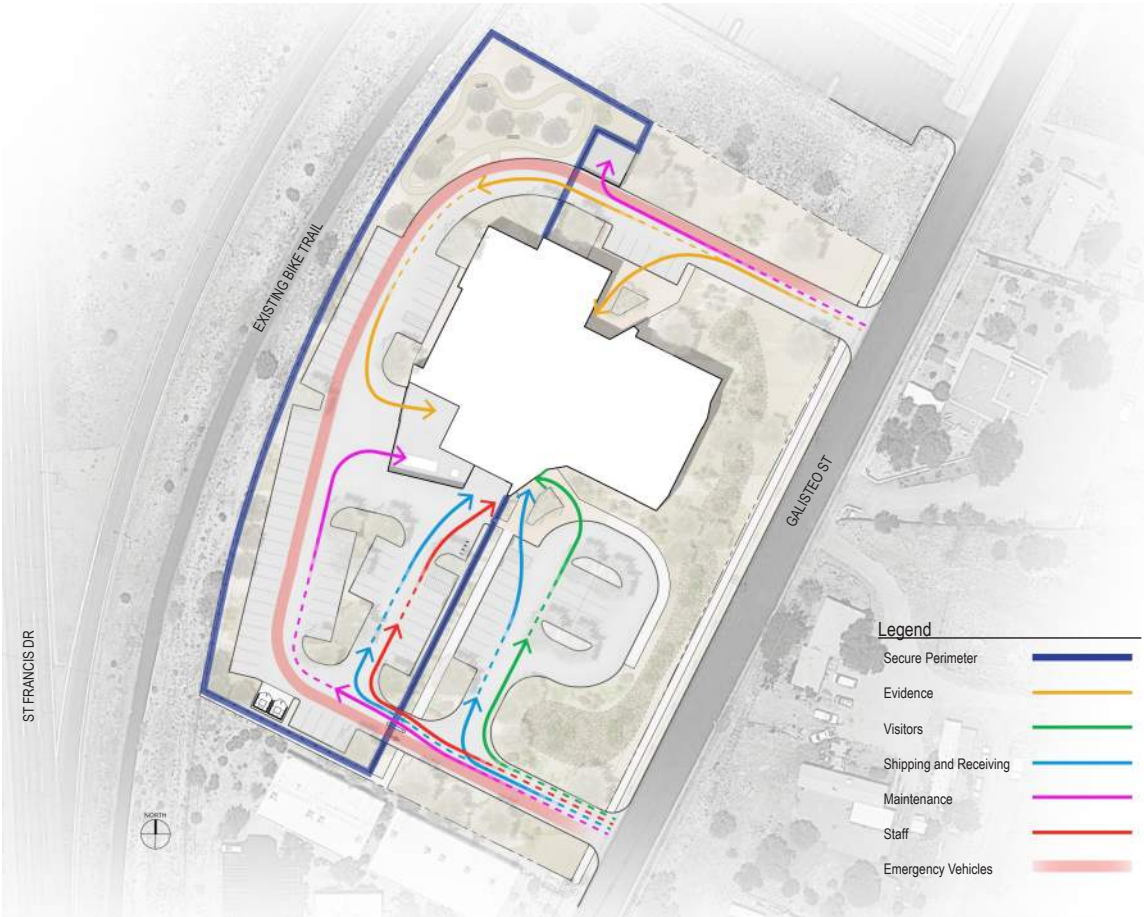 EXISTING BIKE TRAIL
GALISTEO ST
ST FRANCIS DR
NORTH
Legend
Secure Perimeter
Evidence
Visitors
Shipping and Receiving
Maintenance
Staff
Emergency Vehicles